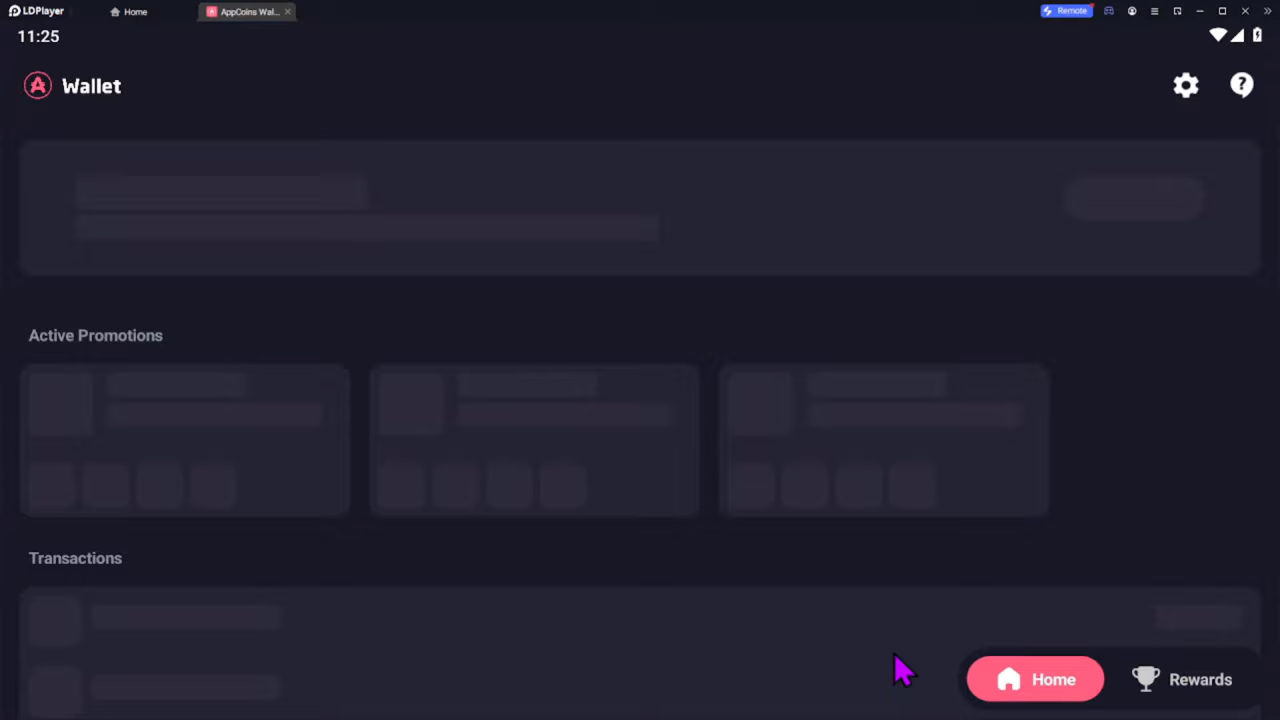 LDPlayer
Home
AppCoins Wal...
Remote
11:25
Wallet
Active Promotions
Transactions
Home
Rewards